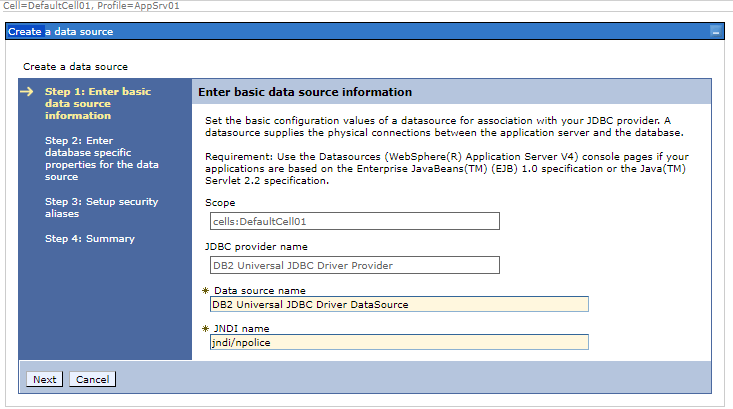 Cell=DefaultCell01, Profile=AppSrv01
Create a data source
Create a data source
Step 1: Enter basic
data source
information
Step 2: Enter
database specific
properties for the data
source
Step 3: Setup security
aliases
Step 4: Summary
Enter basic data source information
Set the basic configuration values of a datasource for association with your JDBC provider. A
datasource supplies the physical connections between the application server and the database.
Requirement: Use the Datasources (WebSphere(R) Application Server V4) console pages if your
applications are based on the Enterprise JavaBeans(TM) (EJB) 1.0 specification or the Java(TM)
Servlet 2.2 specification.
Scope
cells:DefaultCell01
JDBC provider name
DB2 Universal JDBC Driver Provider
* Data source name
DB2 Universal JDBC Driver DataSource
* JNDI name
jndi/npolice
Next Cancel